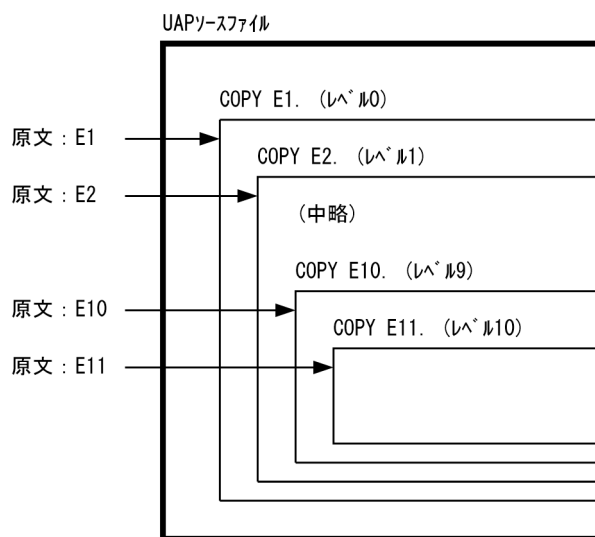 UAPｿｰｽﾌｧｲﾙ
COPY E1. (ﾚﾍﾞﾙ0)
原文：E1
COPY E2. (ﾚﾍﾞﾙ1)
原文：E2
(中略)
COPY E10. (ﾚﾍﾞﾙ9)
原文：E10
COPY E11. (ﾚﾍﾞﾙ10)
原文：E11